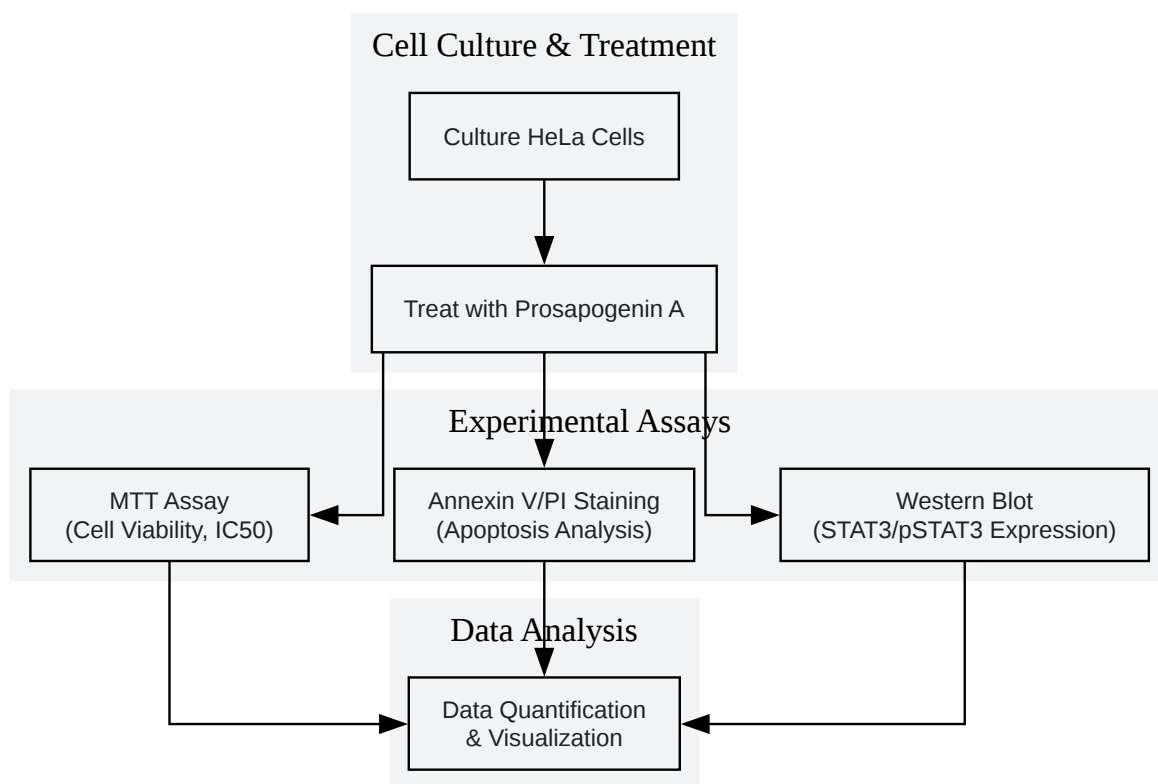 Cell Culture & Treatment
Culture HeLa Cells
Treat with Prosapogenin A
Experimental Assays
MTT Assay
(Cell Viability, IC50)
Annexin V/PI Staining
(Apoptosis Analysis)
Western Blot
(STAT3/pSTAT3 Expression)
Data Analysis
Data Quantification
& Visualization